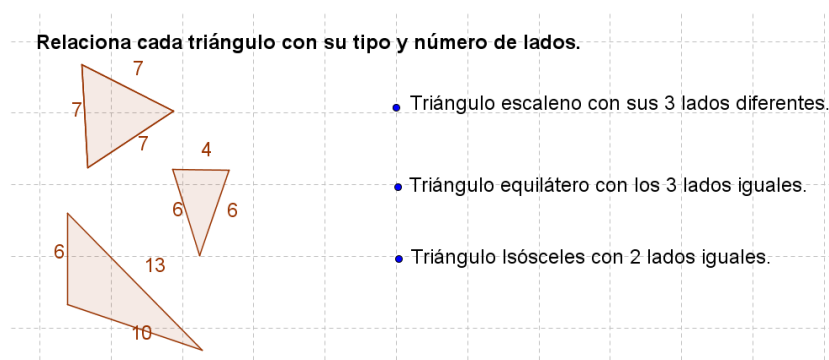 Relaciona cada triángulo con su tipo y número de lados.
7
7
7
Triángulo escaleno con sus 3 lados diferentes.
4
6
6
Triángulo equilátero con los 3 lados iguales.
6
13
10
Triángulo Isósceles con 2 lados iguales.